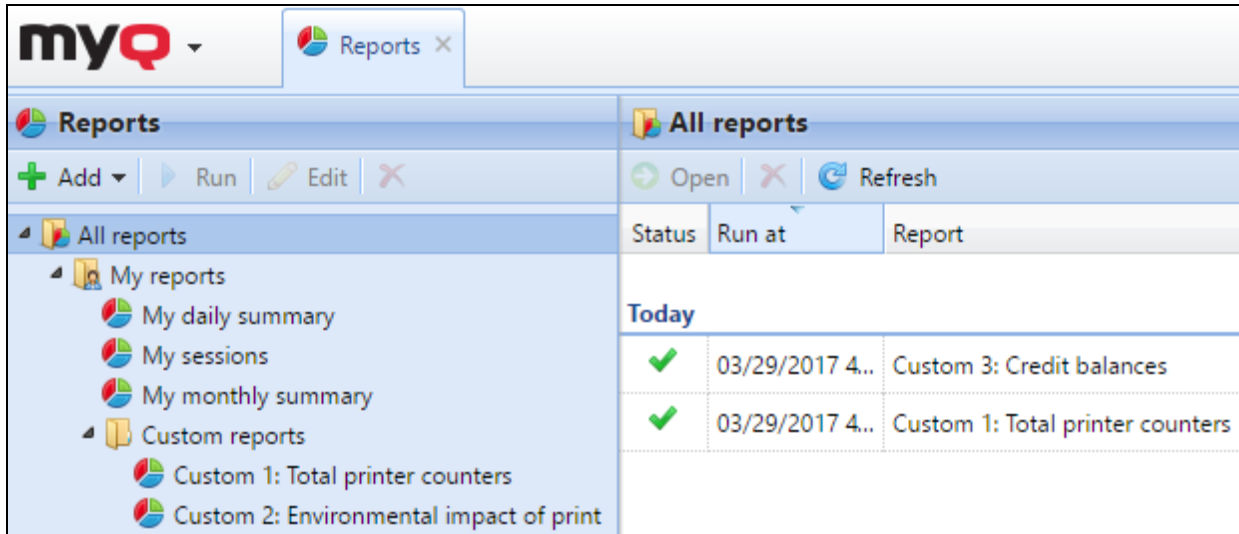 myQ
Reports
Reports
Add Run Edit
All reports
My reports
My daily summary
My sessions
My monthly summary
Custom reports
Custom 1: Total printer counters
Custom 2: Environmental impact of print
All reports
Open Refresh
Status Run at Report
Today
03/29/2017 4... Custom 3: Credit balances
03/29/2017 4... Custom 1: Total printer counters